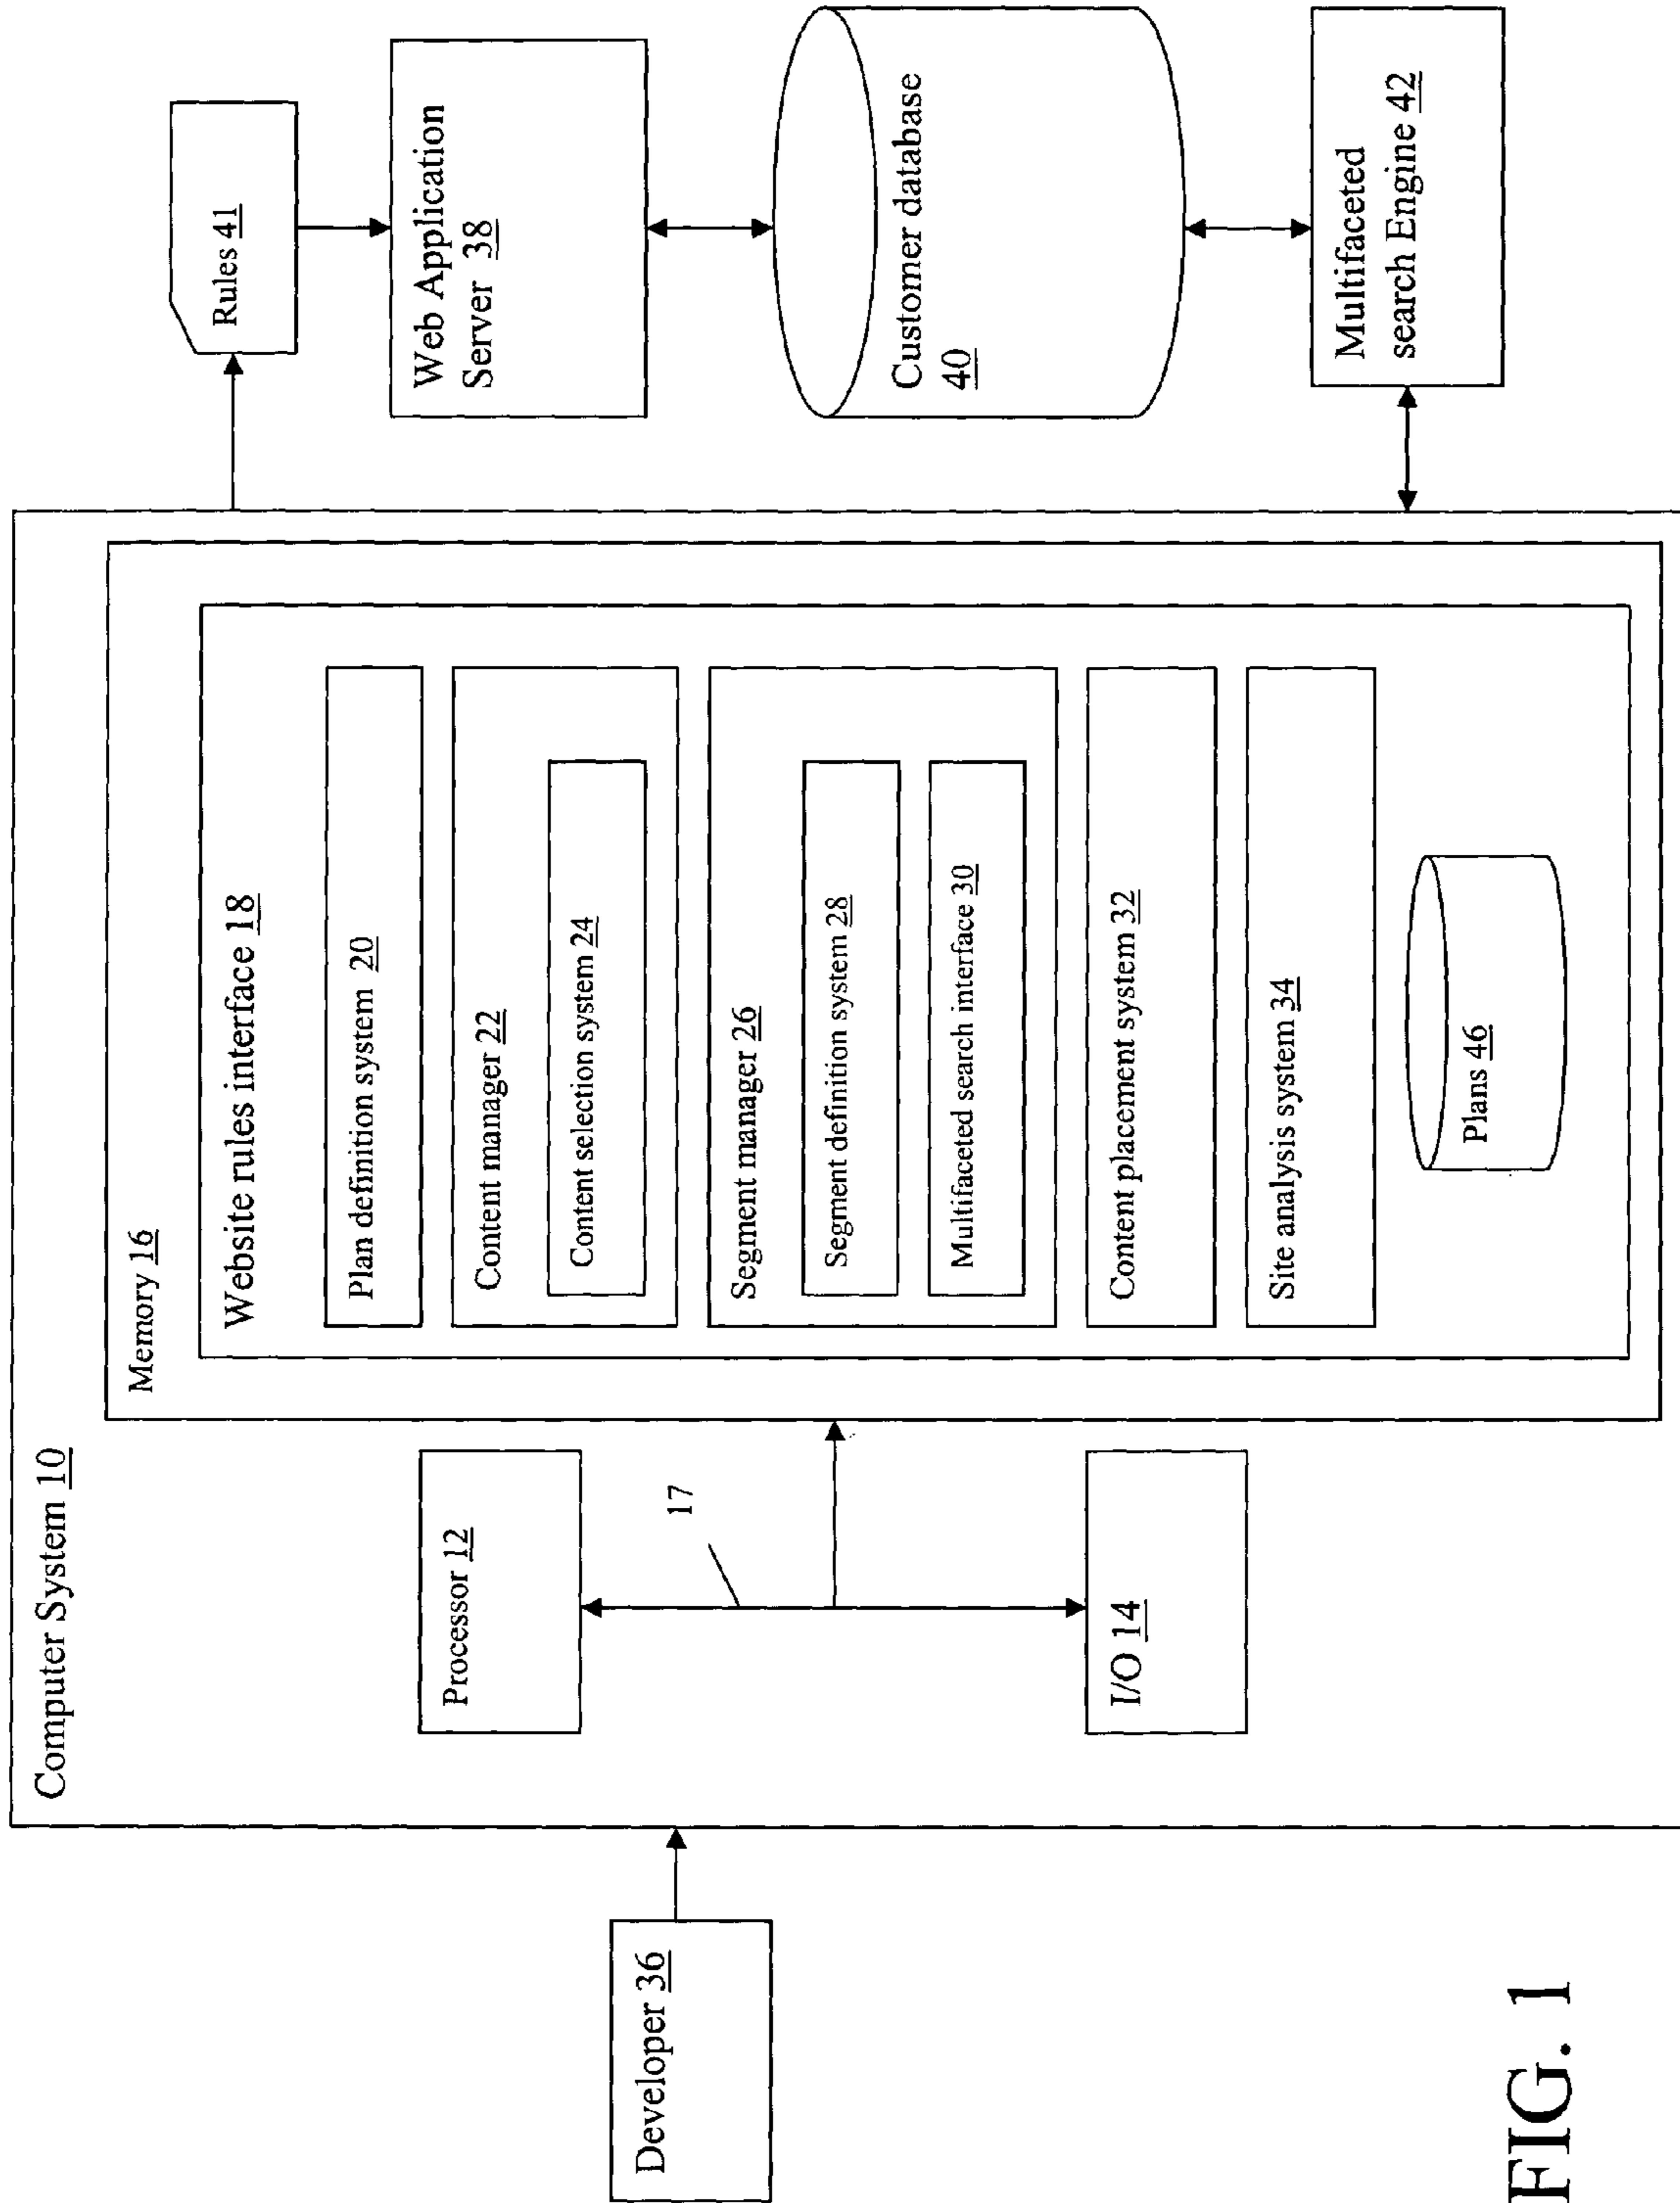 Computer System 10
Memory 16
Website rules interface 18
Plan definition system 20
Content manager 22
Content selection system 24
Segment manager 26
Segment definition system 28
Multifaceted search interface 30
Content placement system 32
Site analysis system 34
Plans 46
Processor 12
17
I/O 14
Developer 36
Rules 41
Web Application
Server 38
Customer database
40
Multifaceted
search Engine 42
FIG. 1